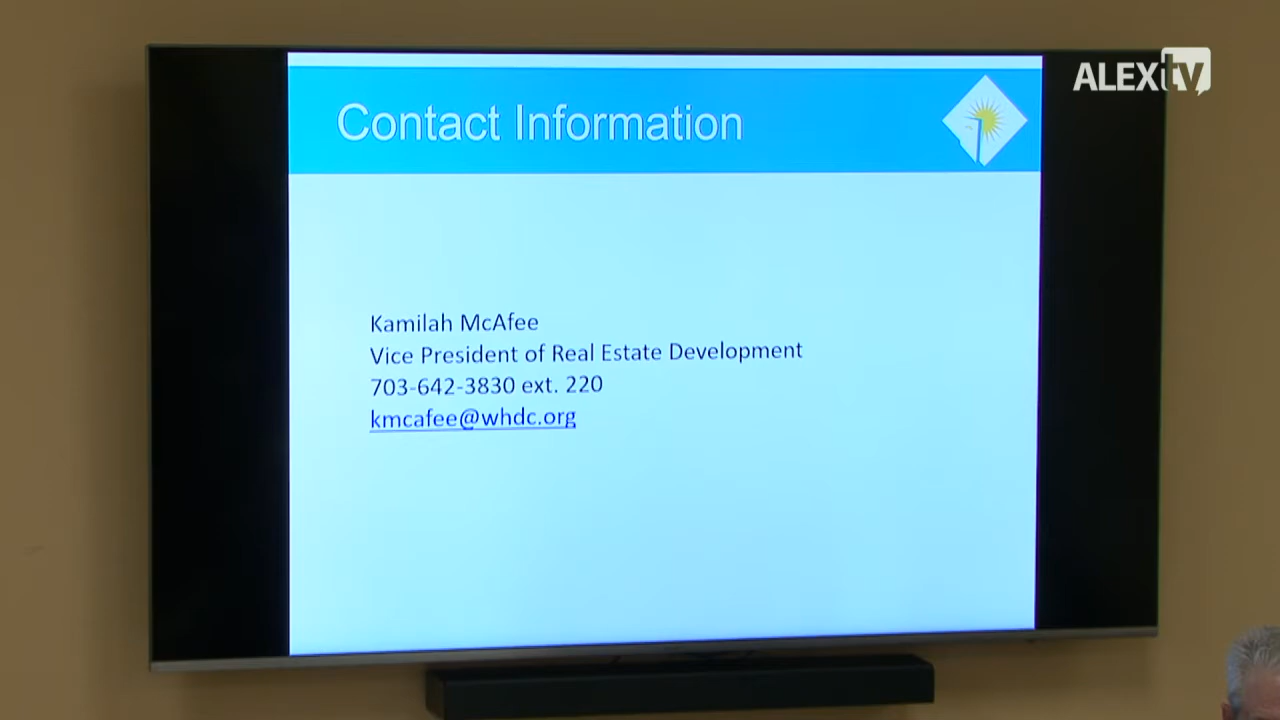 ALEXtv
Contact Information
Kamilah McAfee
Vice President of Real Estate Development
703-642-3830 ext. 220
kmcafee@whdc.org